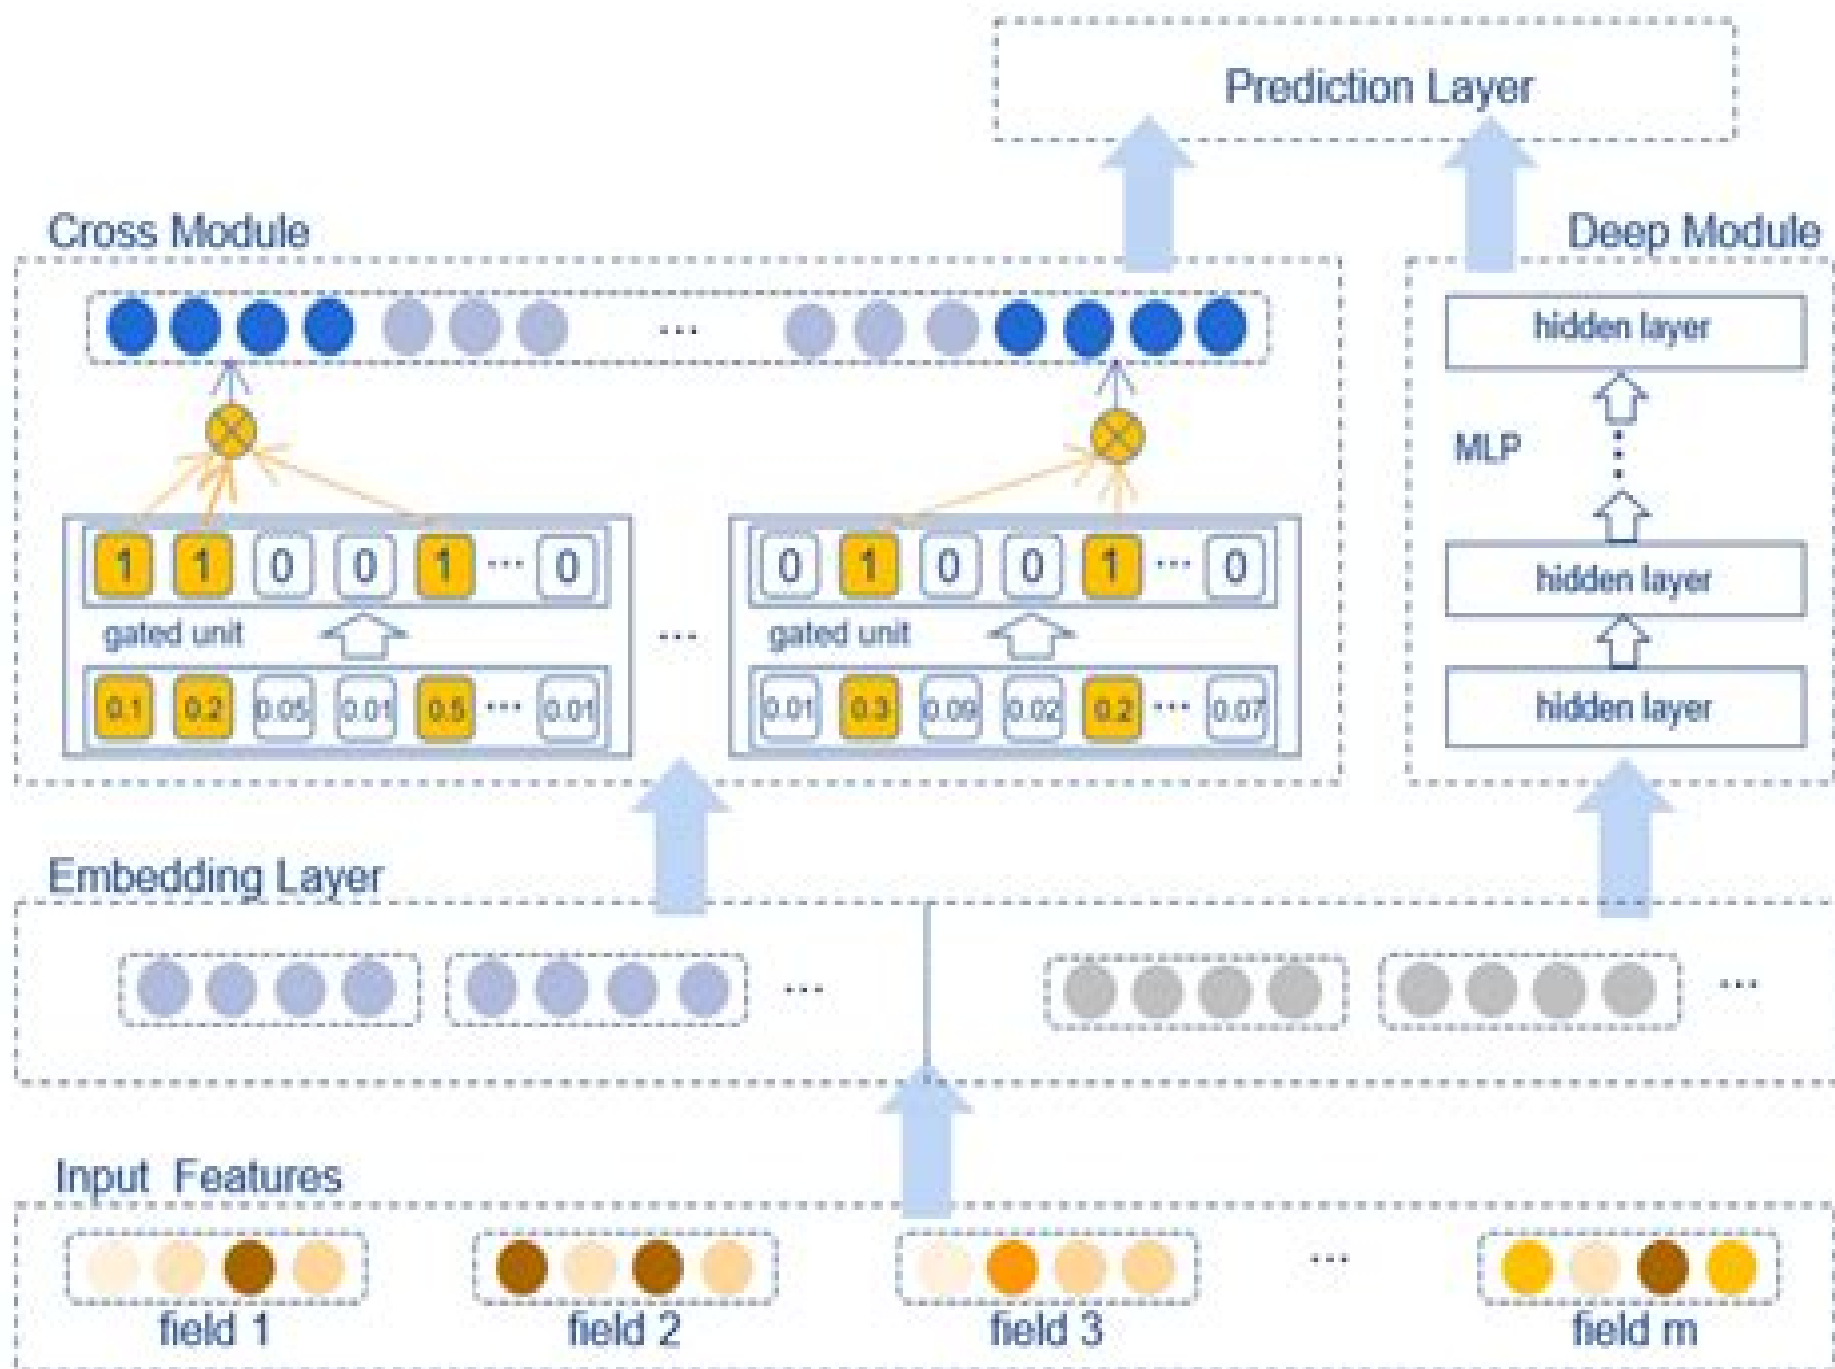 Prediction Layer
Cross Module
Deep Module
...
hidden layer
MLP
1 1 0 0 1 ... 0
0 1 0 0 1 ... 0
hidden layer
gated unit
...
gated unit
0.1 0.2 0.05 0.01 0.5 ... 0.01
0.01 0.3 0.09 0.02 0.2 ... 0.07
hidden layer
Embedding Layer
...
...
Input Features
...
field 1
field 2
field 3
field m